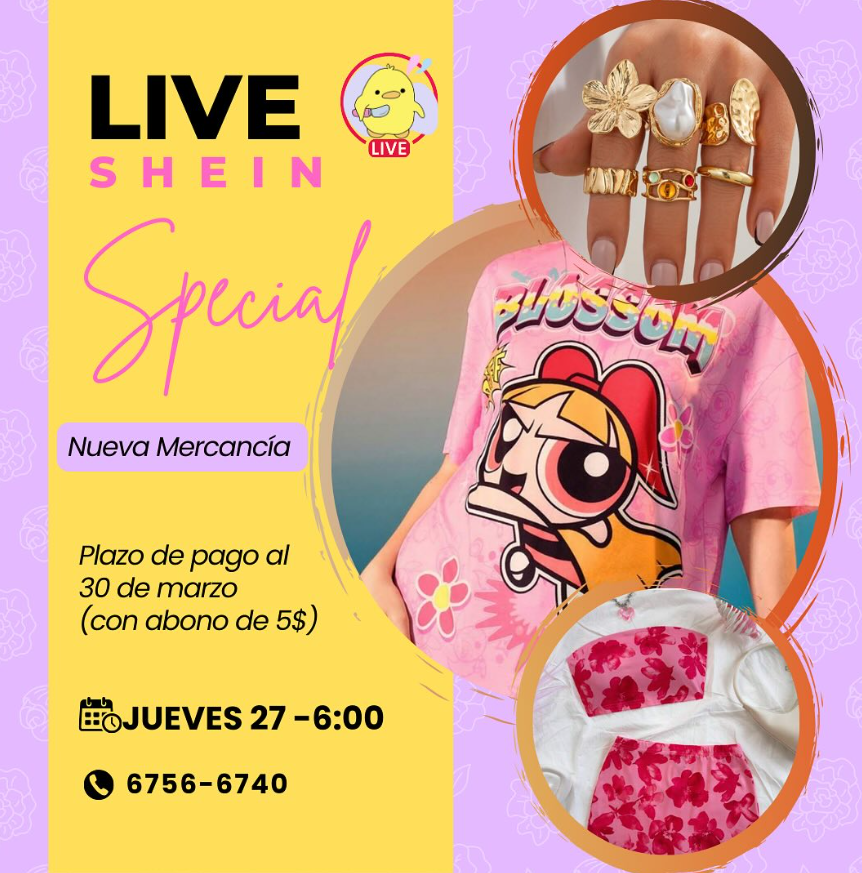 LIVE
SHEIN
LIVE
Special
Nueva Mercancía
Plazo de pago al
30 de marzo
(con abono de 5$)
JUEVES 27 -6:00
6756-6740
BLOSSOM